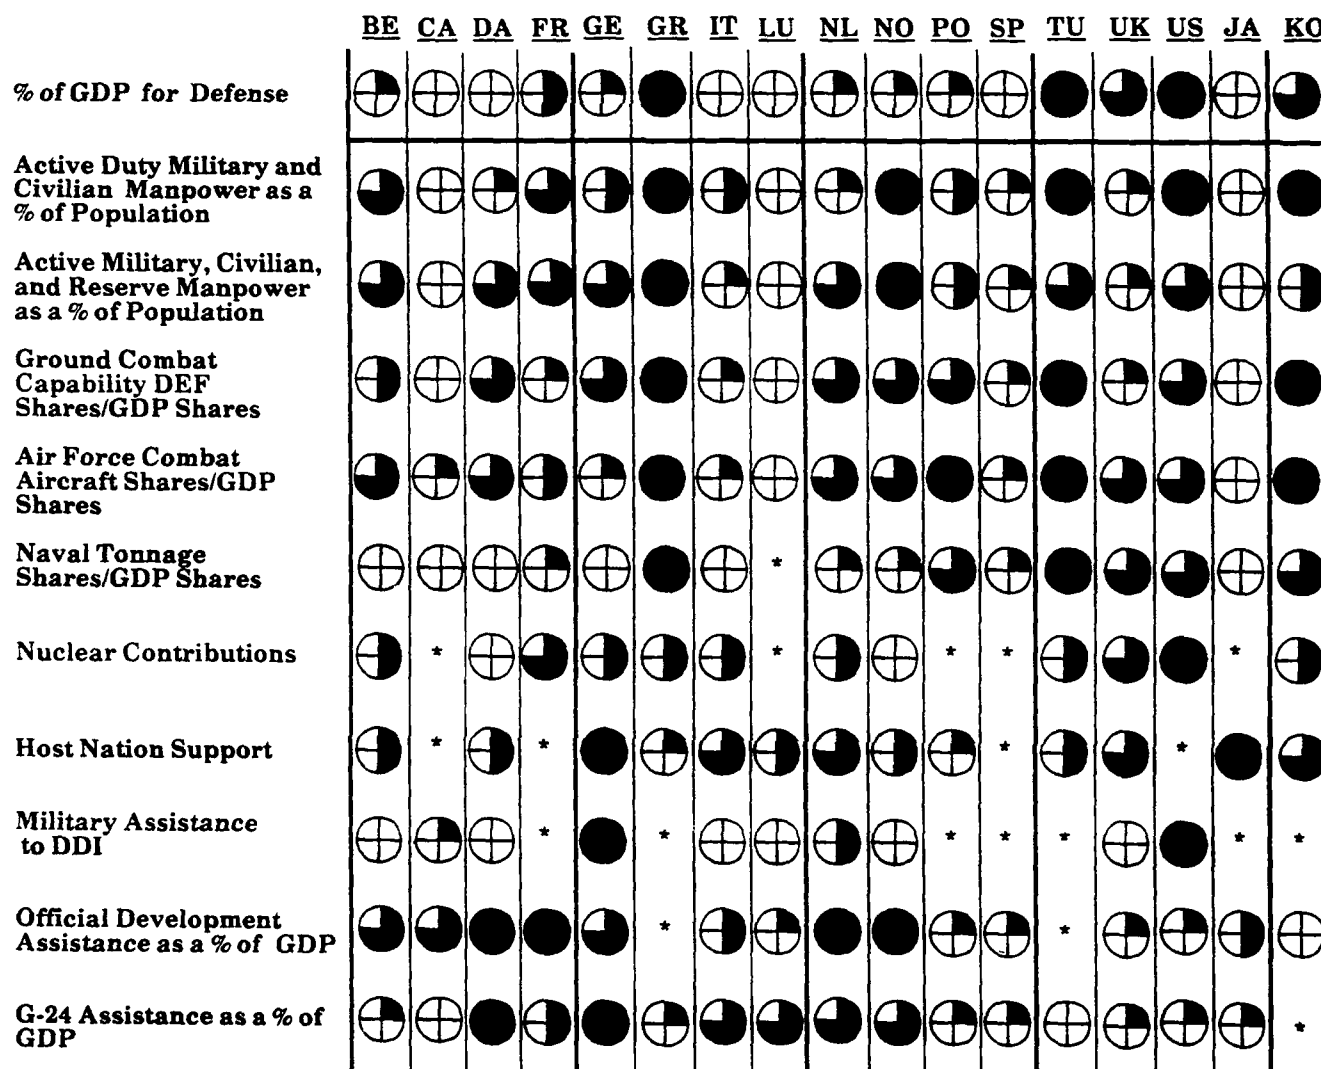 BE CA DA FR GE GR IT LU NL NO PO SP TU UK US JA KO
% of GDP for Defense
Active Duty Military and
Civilian Manpower as a
% of Population
Active Military, Civilian,
and Reserve Manpower
as a % of Population
Ground Combat
Capability DEF
Shares/GDP Shares
Air Force Combat
Aircraft Shares/GDP
Shares
Naval Tonnage
Shares/GDP Shares
*
Nuclear Contributions
* * * * *
Host Nation Support
* * * *
Military Assistance
to DDI
* * * * * * *
Official Development
Assistance as a % of GDP
* *
G-24 Assistance as a % of
GDP
*